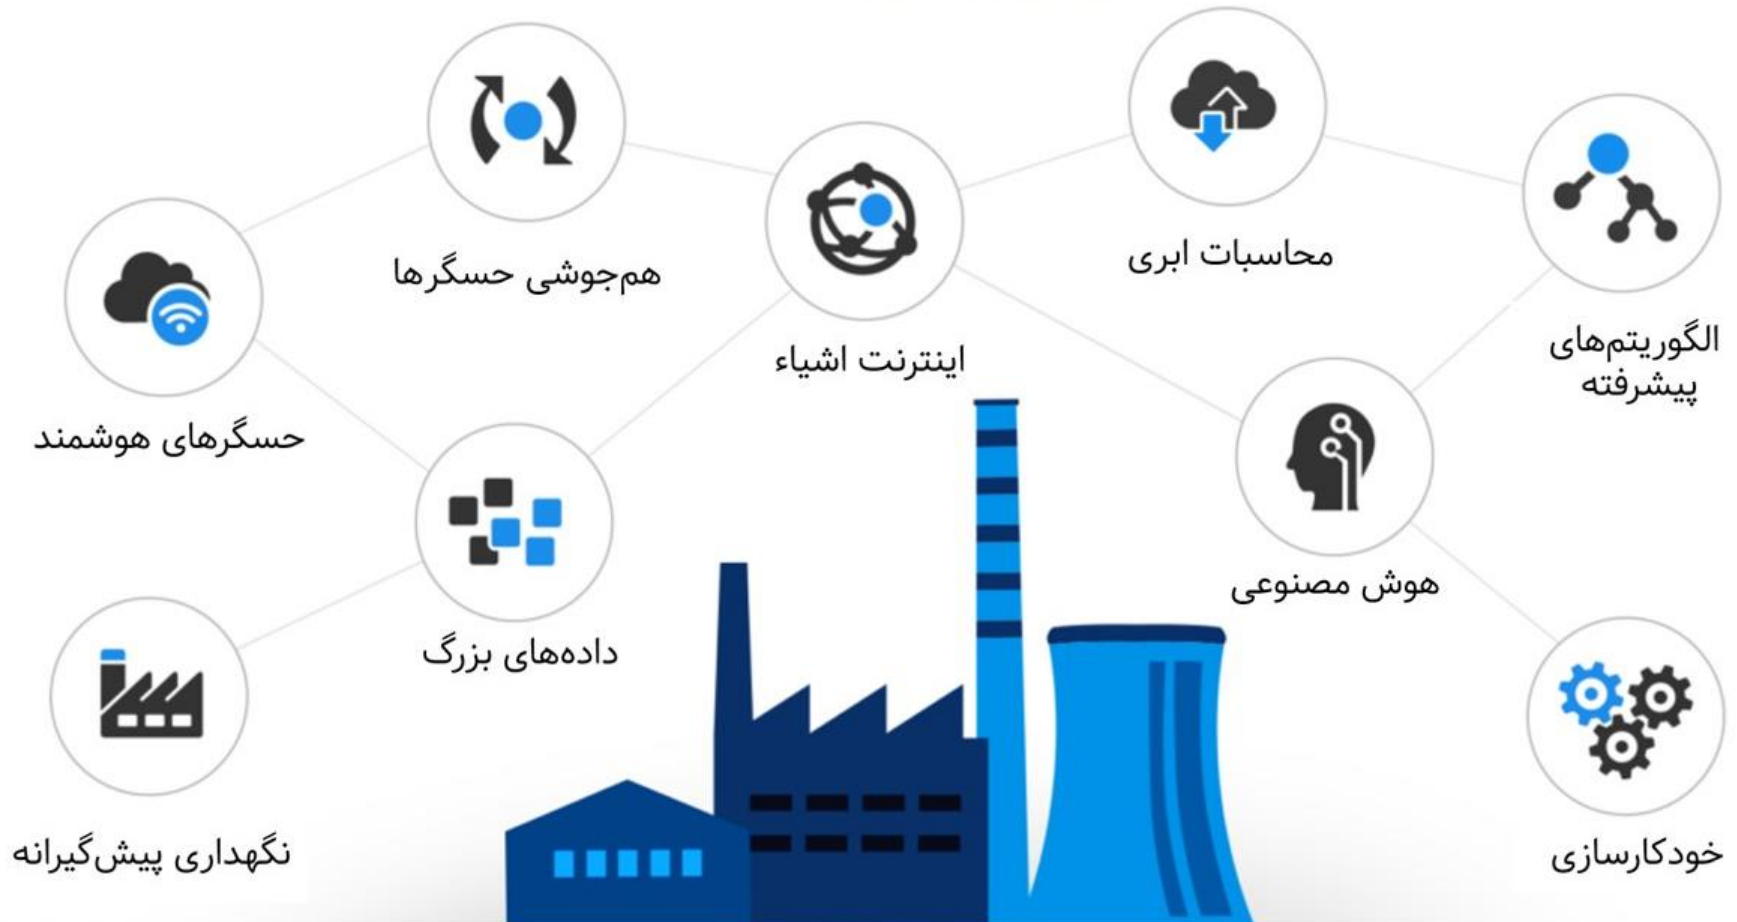 محاسبات ابری
هم‌جوشی حسگرها
الگوریتم‌های
پیشرفته
اینترنت اشیاء
حسگرهای هوشمند
هوش مصنوعی
داده‌های بزرگ
خودکارسازی
نگهداری پیش‌گیرانه